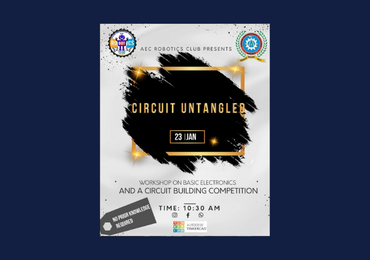 AEC ROBOTICS CLUB PRESENTS
CIRCUIT UNTANGLED
23 JAN
WORKSHOP ON BASIC ELECTRONICS
AND A CIRCUIT BUILDING COMPETITION
NO PRIOR KNOWLEDGE
REQUIRED
TIME: 10:30 AM
TINKERCAD